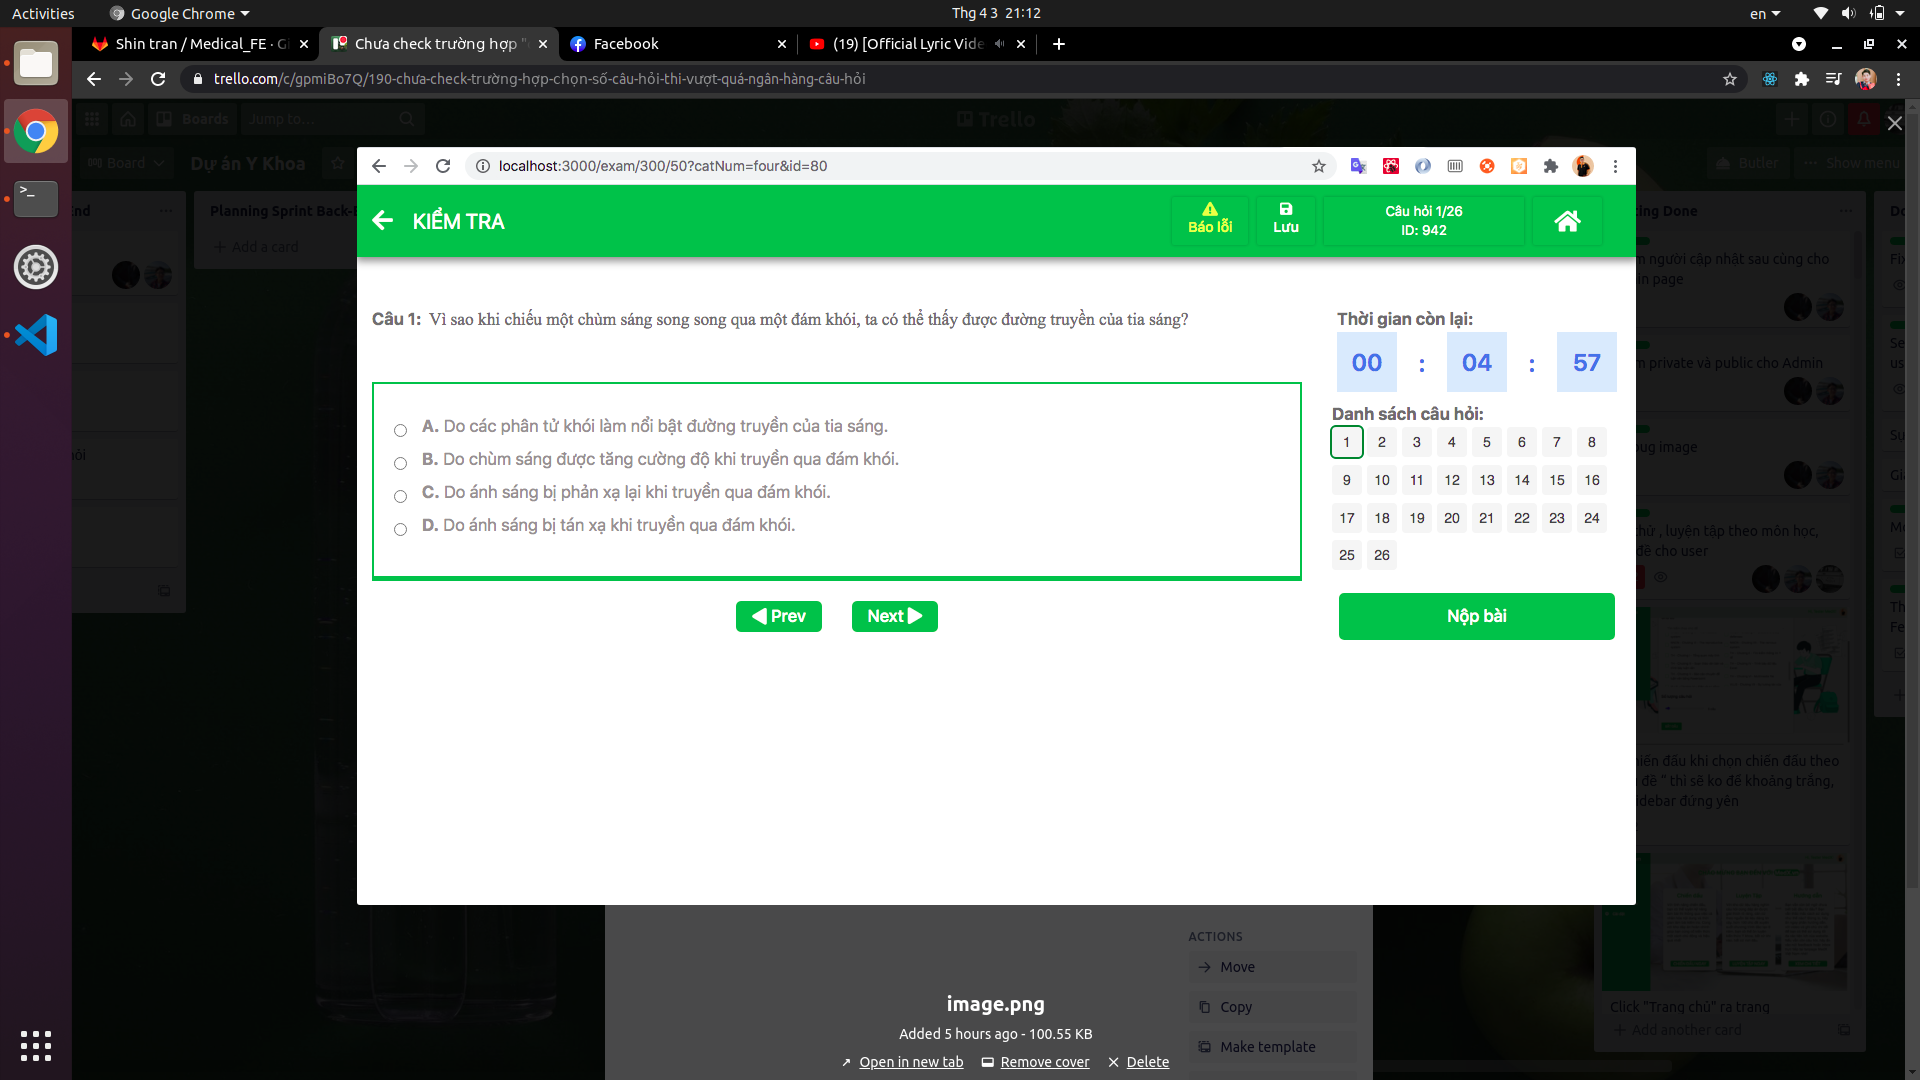 Activities
Google Chrome
Thg 4 3 21:12
en
Shin tran / Medical_FE · G
Chưa check trường hợp "
Facebook
(19) [Official Lyric Vide
trello.com/c/gpmiBo7Q/190-chưa-check-trường-hợp-chọn-số-câu-hỏi-thi-vượt-quá-ngân-hàng-câu-hỏi
Boards
Jump to...
Trello
Board
Dự án Y Khoa
Butler
Show menu
localhost:3000/exam/300/50?catNum=four&id=80
KIỂM TRA
Báo lỗi
Lưu
Câu hỏi 1/26
ID: 942
Câu 1: Vì sao khi chiếu một chùm sáng song song qua một đám khói, ta có thể thấy được đường truyền của tia sáng?
A. Do các phân tử khói làm nổi bật đường truyền của tia sáng.
B. Do chùm sáng được tăng cường độ khi truyền qua đám khói.
C. Do ánh sáng bị phản xạ lại khi truyền qua đám khói.
D. Do ánh sáng bị tán xạ khi truyền qua đám khói.
Prev
Next
Thời gian còn lại:
00 : 04 : 57
Danh sách câu hỏi:
1 2 3 4 5 6 7 8
9 10 11 12 13 14 15 16
17 18 19 20 21 22 23 24
25 26
Nộp bài
Planning Sprint Back-E
Add a card
ing Done
người cập nhật sau cùng cho
in page
private và public cho Admin
ug image
, luyện tập theo môn học,
đề cho user
chiến đấu khi chọn chiến đấu theo
đề " thì sẽ ko để khoảng trắng,
idebar đứng yên
Click "Trang chủ" ra trang
Add another card
ACTIONS
Move
Copy
Make template
image.png
Added 5 hours ago - 100.55 KB
Open in new tab
Remove cover
Delete